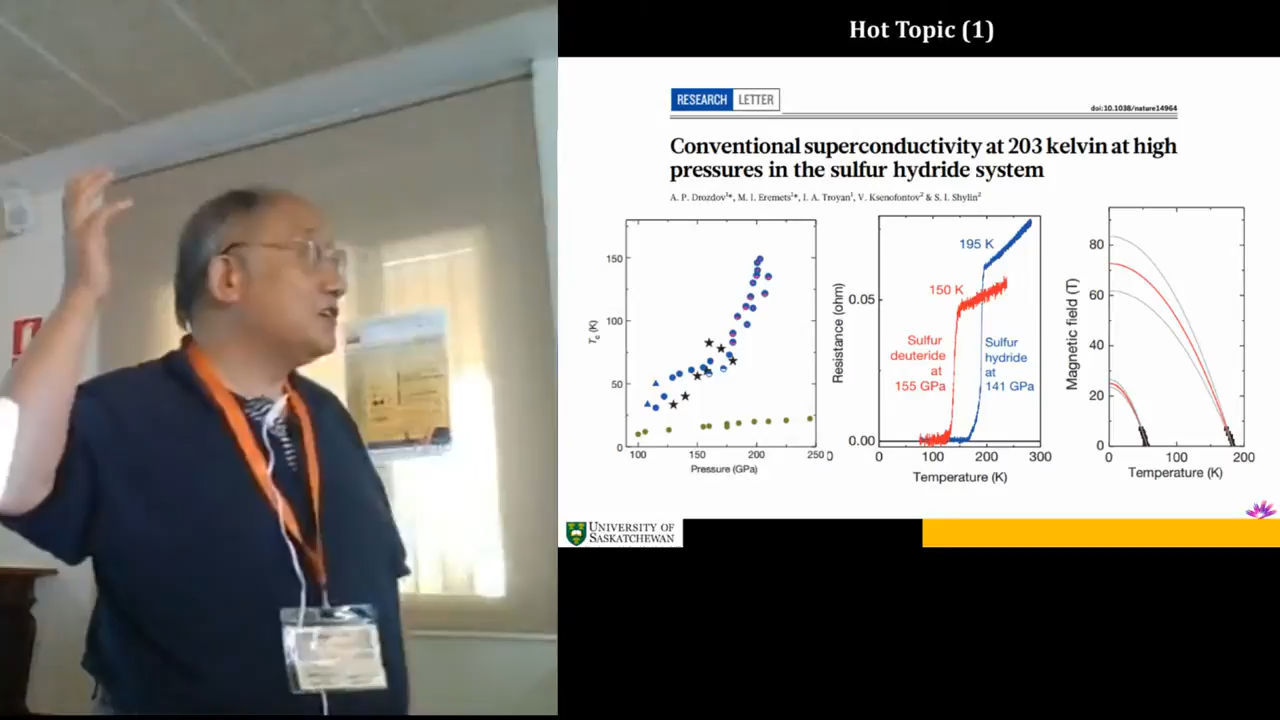 Hot Topic (1)
RESEARCH LETTER
doi:10.1038/nature14964
Conventional superconductivity at 203 kelvin at high
pressures in the sulfur hydride system
A. P. Drozdov1*, M. I. Eremets1*, I. A. Troyan1, V. Ksenofontov2 & S. I. Shylin2
150
100
50
0
Tc (K)
100 150 200 250
Pressure (GPa)
0
Resistance (ohm)
0.05
0.00
195 K
150 K
Sulfur
deuteride
at
155 GPa
Sulfur
hydride
at
141 GPa
0 100 200 300
Temperature (K)
Magnetic field (T)
80
60
40
20
0
0 100 200
Temperature (K)
UNIVERSITY OF
SASKATCHEWAN